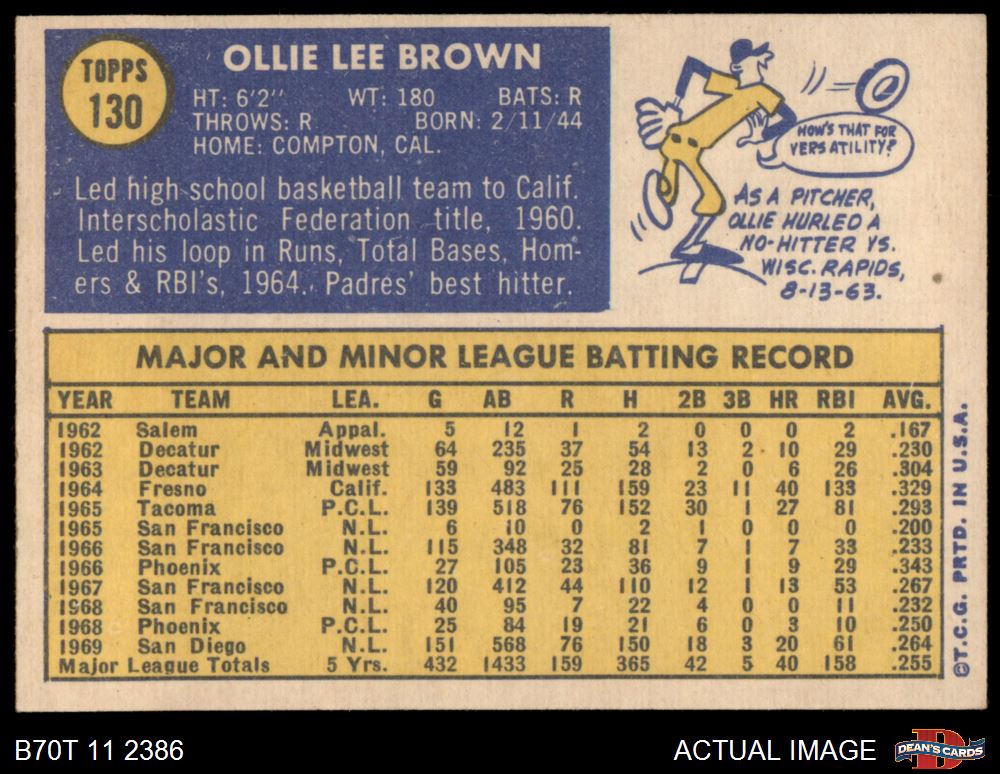 TOPPS
130
OLLIE LEE BROWN
HT: 6'2" WT: 180 BATS: R
THROWS: R BORN: 2/11/44
HOME: COMPTON, CAL.
Led high school basketball team to Calif.
Interscholastic Federation title, 1960.
Led his loop in Runs, Total Bases, Hom-
ers & RBI's, 1964. Padres' best hitter.
HOW'S THAT FOR
VERSATILITY?
AS A PITCHER,
OLLIE HURLED A
NO-HITTER VS.
WISC. RAPIDS,
8-13-63.
MAJOR AND MINOR LEAGUE BATTING RECORD
YEAR TEAM LEA. G AB R H 2B 3B HR RBI AVG.
1962 Salem Appal. 5 12 1 2 0 0 0 2 .167
1962 Decatur Midwest 64 235 37 54 13 2 10 29 .230
1963 Decatur Midwest 59 92 25 28 2 0 6 26 .304
1964 Fresno Calif. 133 483 111 159 23 11 40 133 .329
1965 Tacoma P.C.L. 139 518 76 152 30 1 27 81 .293
1965 San Francisco N.L. 6 10 0 2 1 0 0 0 .200
1966 San Francisco N.L. 115 348 32 81 7 1 7 33 .233
1966 Phoenix P.C.L. 27 105 23 36 9 1 9 29 .343
1967 San Francisco N.L. 120 412 44 110 12 1 13 53 .267
1968 San Francisco N.L. 40 95 7 22 4 0 0 11 .232
1968 Phoenix P.C.L. 25 84 19 21 6 0 3 10 .250
1969 San Diego N.L. 151 568 76 150 18 3 20 61 .264
Major League Totals 5 Yrs. 432 1433 159 365 42 5 40 158 .255
©T.C.G. PRTD. IN U.S.A.
B70T 11 2386
ACTUAL IMAGE
DEAN'S CARDS